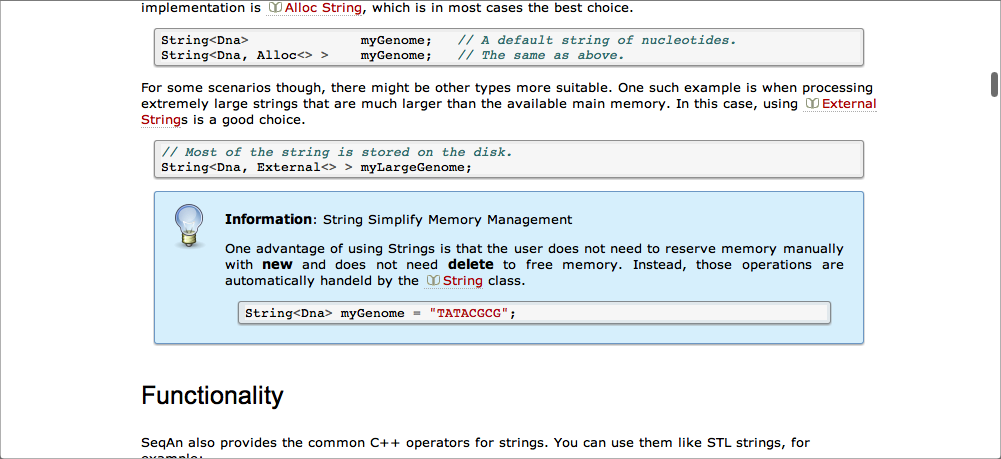 implementation is Alloc String, which is in most cases the best choice.
String<Dna> myGenome; // A default string of nucleotides.
String<Dna, Alloc<> > myGenome; // The same as above.
For some scenarios though, there might be other types more suitable. One such example is when processing
extremely large strings that are much larger than the available main memory. In this case, using External
Strings is a good choice.
// Most of the string is stored on the disk.
String<Dna, External<> > myLargeGenome;
Information: String Simplify Memory Management
One advantage of using Strings is that the user does not need to reserve memory manually
with new and does not need delete to free memory. Instead, those operations are
automatically handeld by the String class.
String<Dna> myGenome = "TATACGCG";
Functionality
SeqAn also provides the common C++ operators for strings. You can use them like STL strings, for
example: